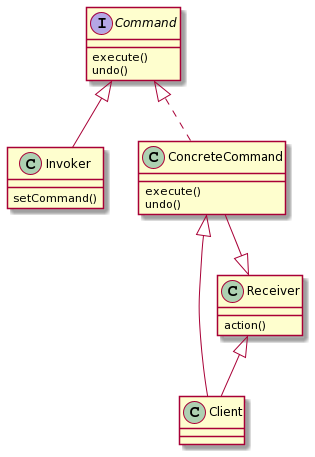 I Command
execute()
undo()
C Invoker
setCommand()
C ConcreteCommand
execute()
undo()
C Receiver
action()
C Client